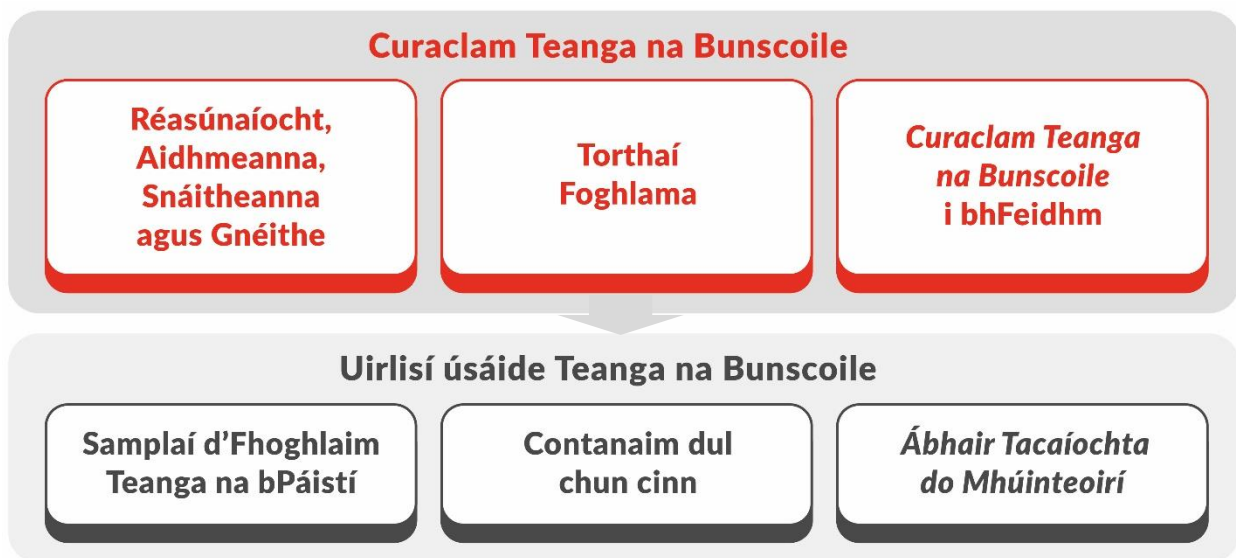 Curaclam Teanga na Bunscoile
Réasúnaíocht,
Aidhmeanna,
Snáitheanna
agus Gnéithe
Torthaí
Foghlama
Curaclam Teanga
na Bunscoile
i bhFeidhm
Uirlisí úsáide Teanga na Bunscoile
Samplaí d’Fhoghlaim
Teanga na bPáistí
Contanaim dul
chun cinn
Ábhair Tacaíochta
do Mhúinteoirí